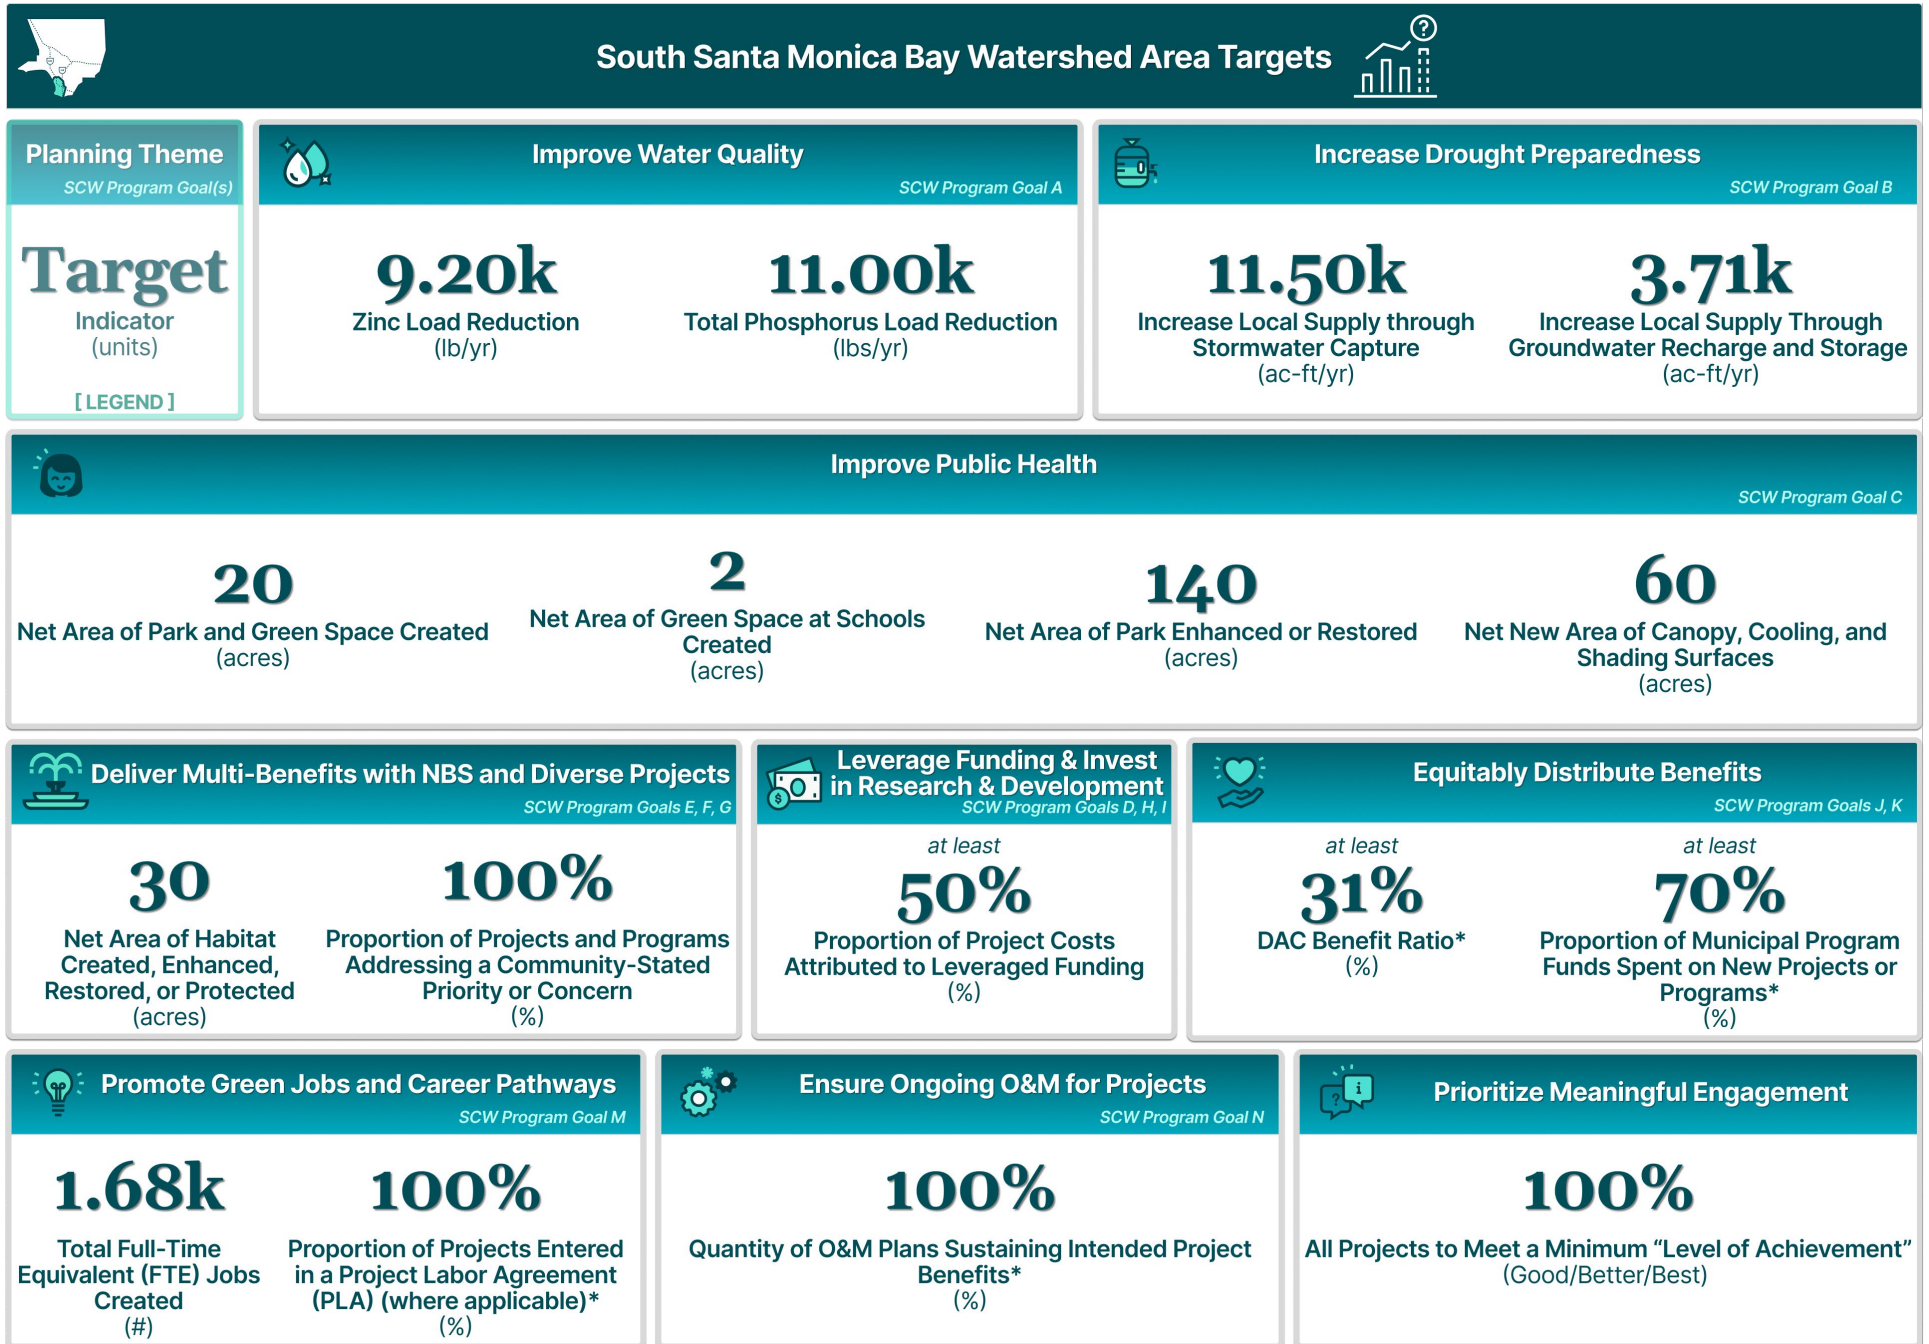 South Santa Monica Bay Watershed Area Targets
Planning Theme
SCW Program Goal(s)
Target
Indicator
(units)
[ LEGEND ]
Improve Water Quality
SCW Program Goal A
9.20k
Zinc Load Reduction
(lb/yr)
11.00k
Total Phosphorus Load Reduction
(lbs/yr)
Increase Drought Preparedness
SCW Program Goal B
11.50k
Increase Local Supply through
Stormwater Capture
(ac-ft/yr)
3.71k
Increase Local Supply Through
Groundwater Recharge and Storage
(ac-ft/yr)
Improve Public Health
SCW Program Goal C
20
Net Area of Park and Green Space Created
(acres)
2
Net Area of Green Space at Schools
Created
(acres)
140
Net Area of Park Enhanced or Restored
(acres)
60
Net New Area of Canopy, Cooling, and
Shading Surfaces
(acres)
Deliver Multi-Benefits with NBS and Diverse Projects
SCW Program Goals E, F, G
30
Net Area of Habitat
Created, Enhanced,
Restored, or Protected
(acres)
100%
Proportion of Projects and Programs
Addressing a Community-Stated
Priority or Concern
(%)
Leverage Funding & Invest
in Research & Development
SCW Program Goals D, H, I
at least
50%
Proportion of Project Costs
Attributed to Leveraged Funding
(%)
Equitably Distribute Benefits
SCW Program Goals J, K
at least
31%
DAC Benefit Ratio*
(%)
at least
70%
Proportion of Municipal Program
Funds Spent on New Projects or
Programs*
(%)
Promote Green Jobs and Career Pathways
SCW Program Goal M
1.68k
Total Full-Time
Equivalent (FTE) Jobs
Created
(#)
100%
Proportion of Projects Entered
in a Project Labor Agreement
(PLA) (where applicable)*
(%)
Ensure Ongoing O&M for Projects
SCW Program Goal N
100%
Quantity of O&M Plans Sustaining Intended Project
Benefits*
(%)
Prioritize Meaningful Engagement
100%
All Projects to Meet a Minimum “Level of Achievement”
(Good/Better/Best)